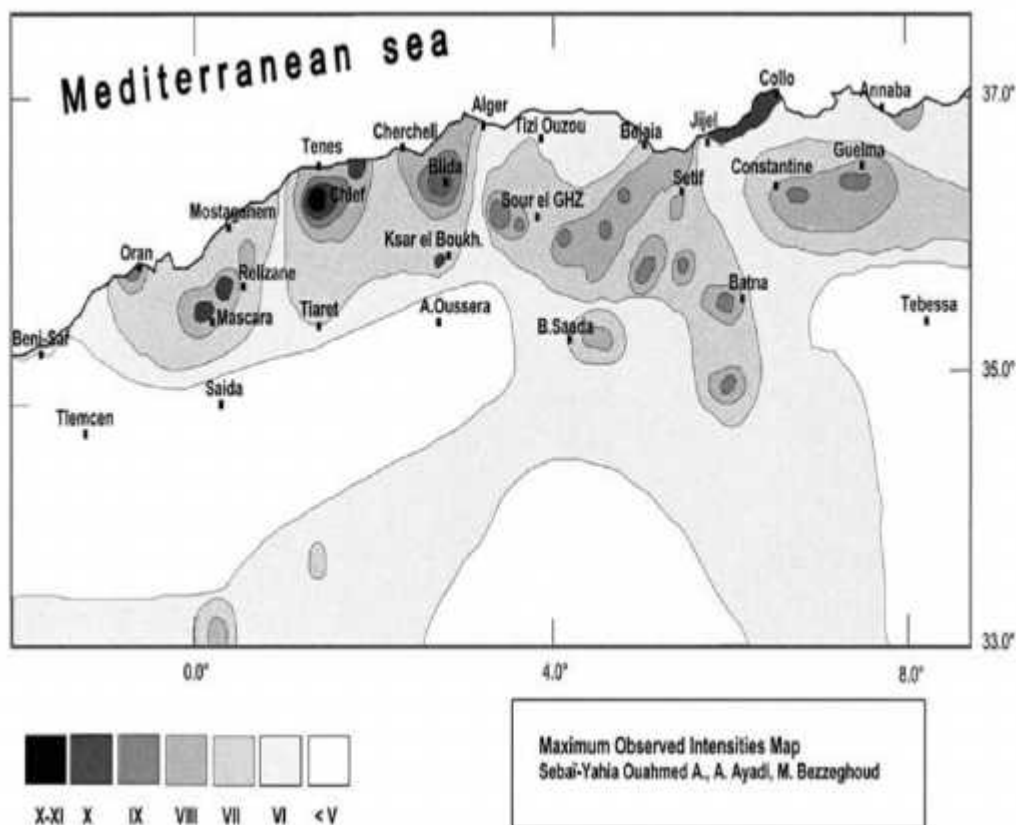 Mediterranean sea
Collo
37.0°
Annaba
Alger
Jijel
Tizi Ouzou
Bejaia
Cherchell
Tenes
Guelma
Constantine
Blida
Setif
Chlef
Sour el GHZ
Mostaganem
Ksar el Boukh.
Oran
Relizane
Batna
Tiaret
A.Oussera
Tebessa
Mascara
B.Saada
Beni-Saf
35.0°
Saida
Tlemcen
33.0°
0.0°
4.0°
8.0°
Maximum Observed Intensities Map
Sebaï-Yahia Ouahmed A., A. Ayadi, M. Bezzeghoud
X-XI X IX VIII VII VI < V